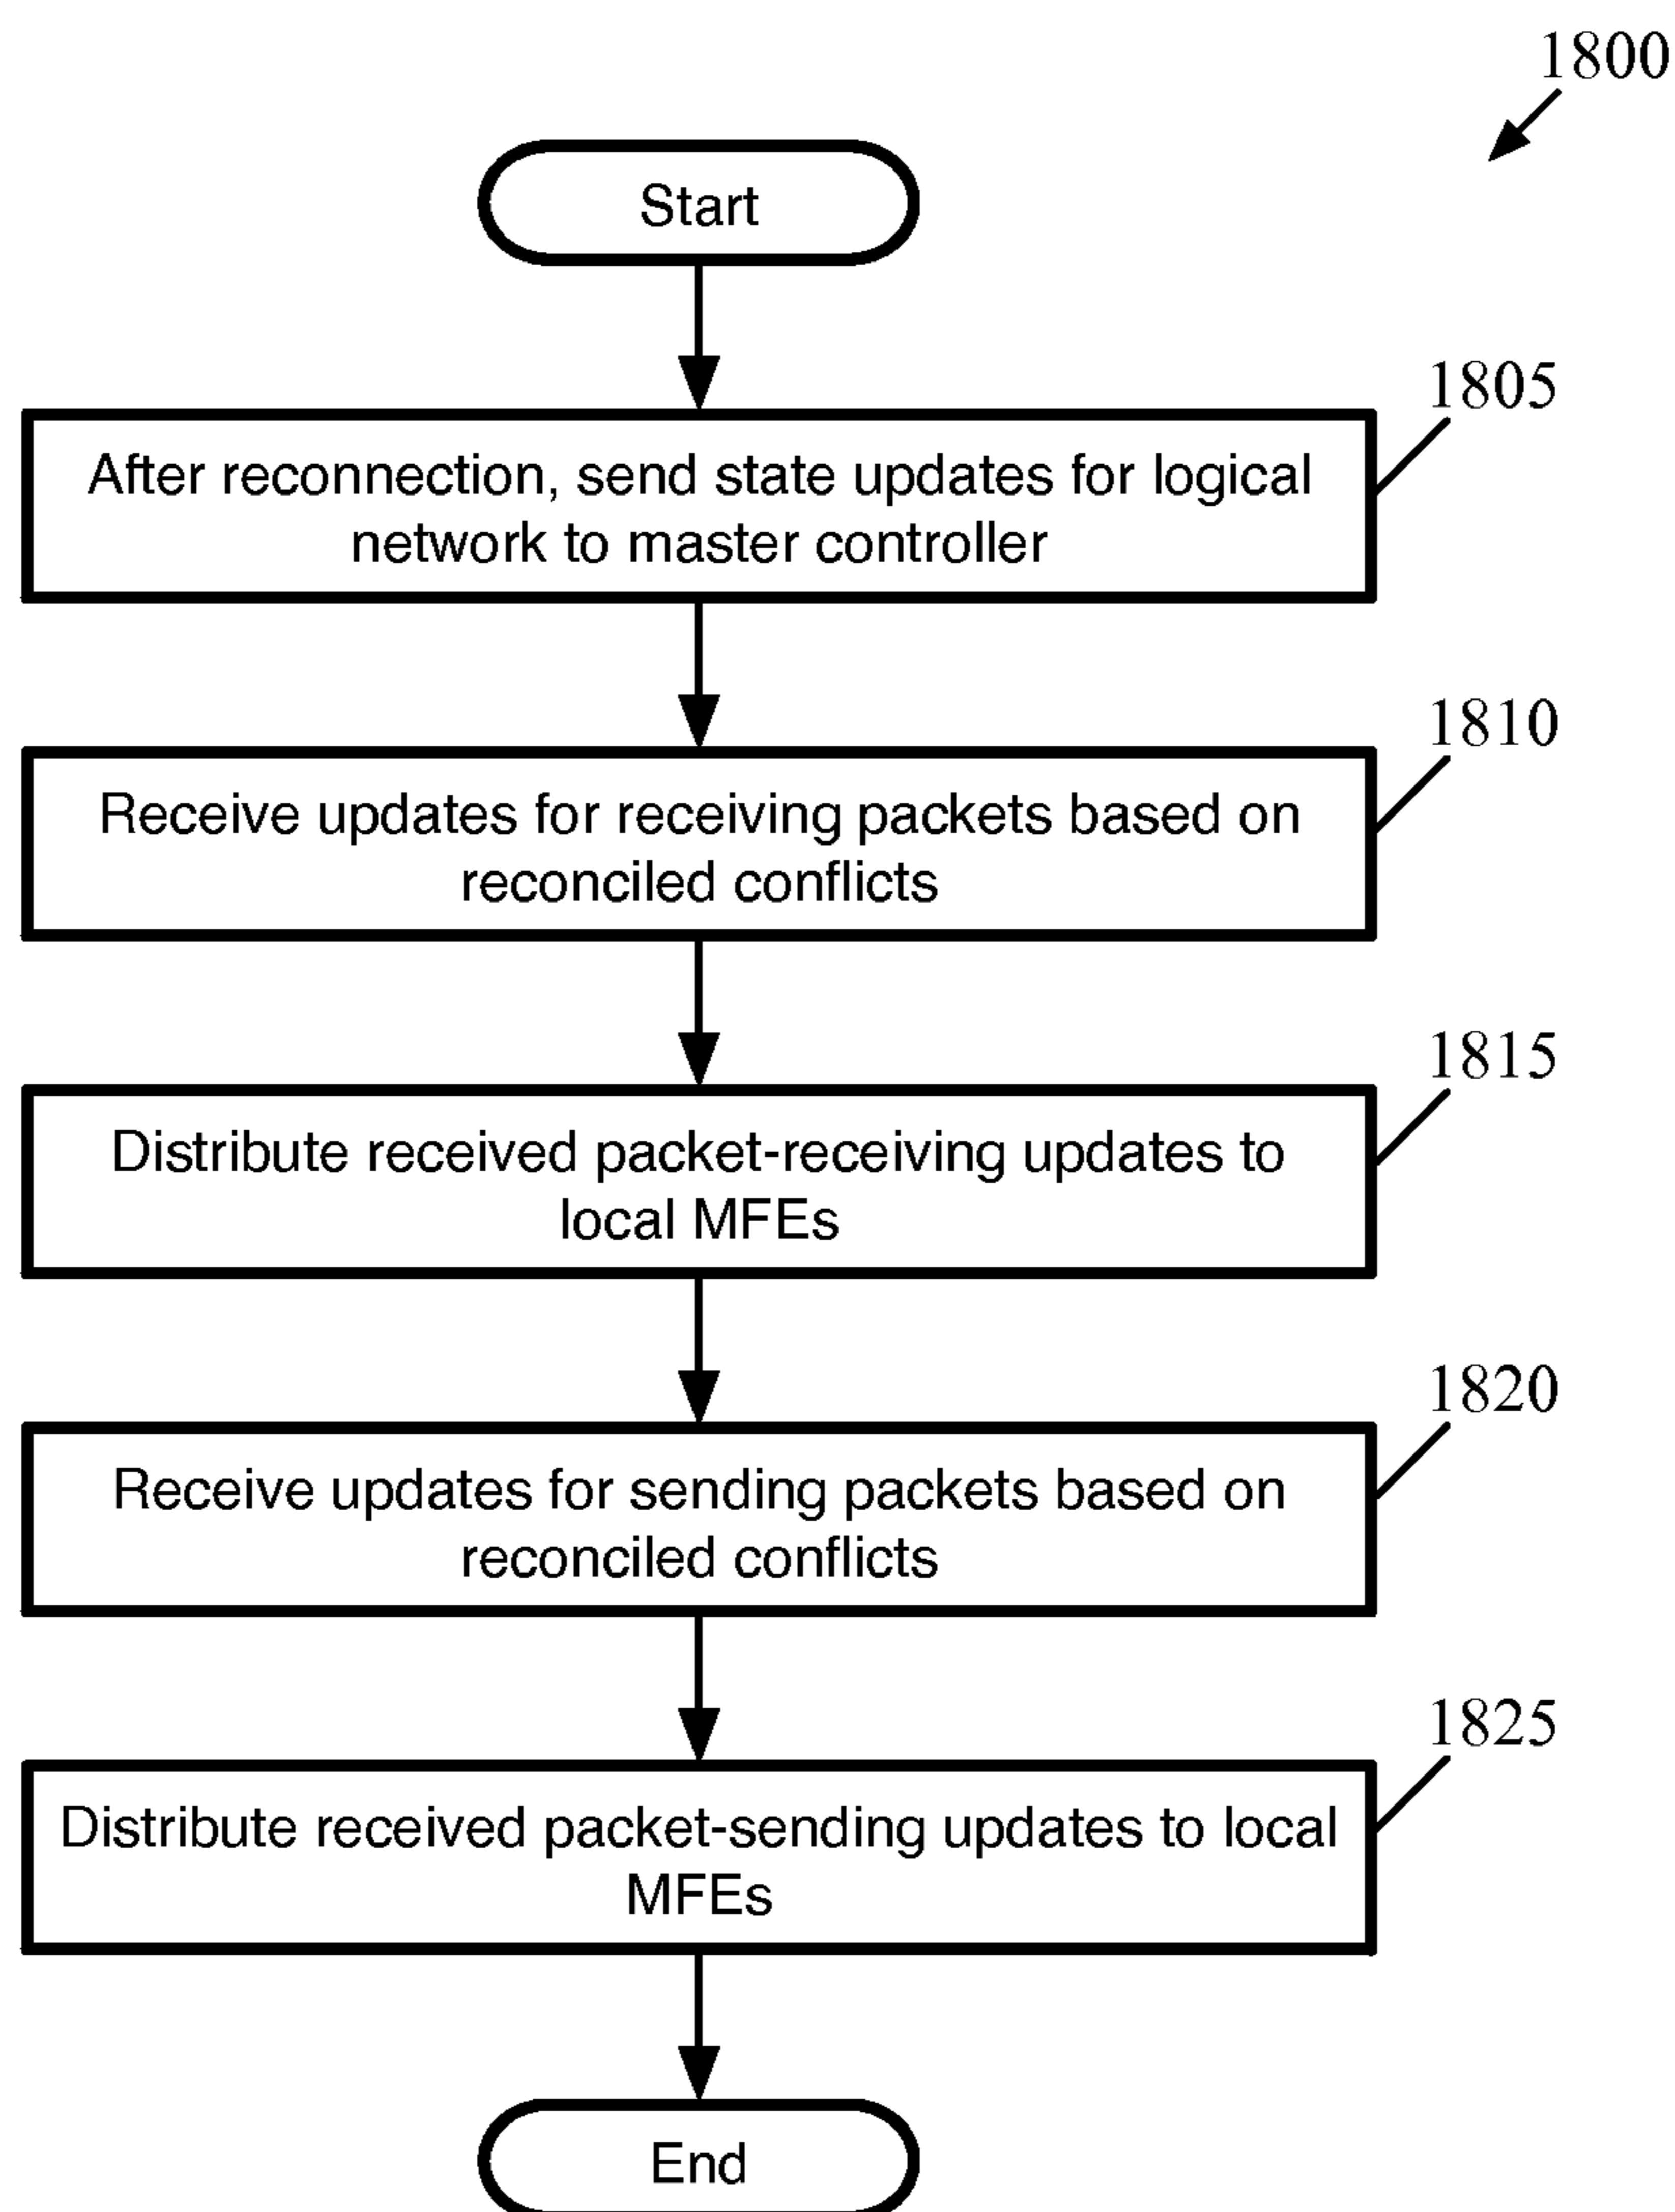 1800
Start
1805
After reconnection, send state updates for logical
network to master controller
1810
Receive updates for receiving packets based on
reconciled conflicts
1815
Distribute received packet-receiving updates to
local MFEs
1820
Receive updates for sending packets based on
reconciled conflicts
1825
Distribute received packet-sending updates to local
MFEs
End